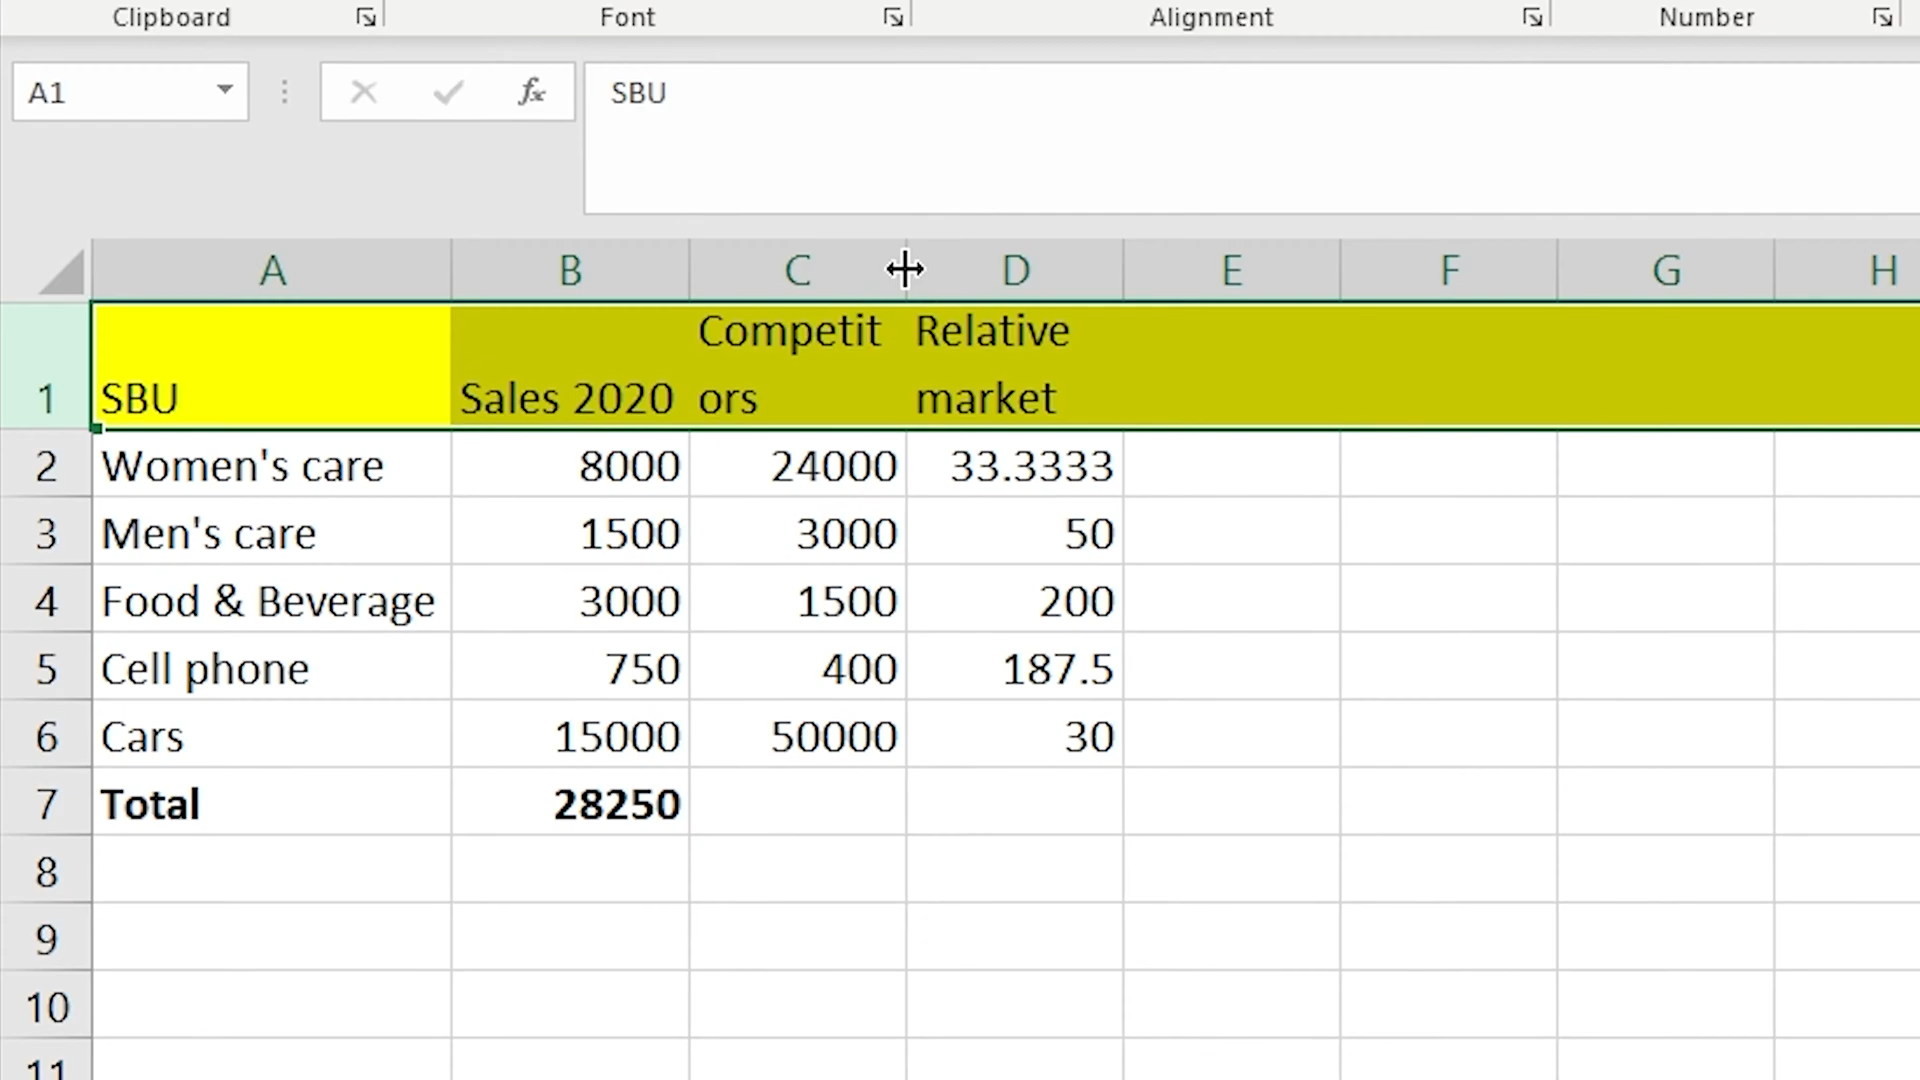 Clipboard Font Alignment Number
A1 fx SBU
A B C D E F G H
Competit Relative
1 SBU Sales 2020 ors market
2 Women's care 8000 24000 33.3333
3 Men's care 1500 3000 50
4 Food & Beverage 3000 1500 200
5 Cell phone 750 400 187.5
6 Cars 15000 50000 30
7 Total 28250
8
9
10
11